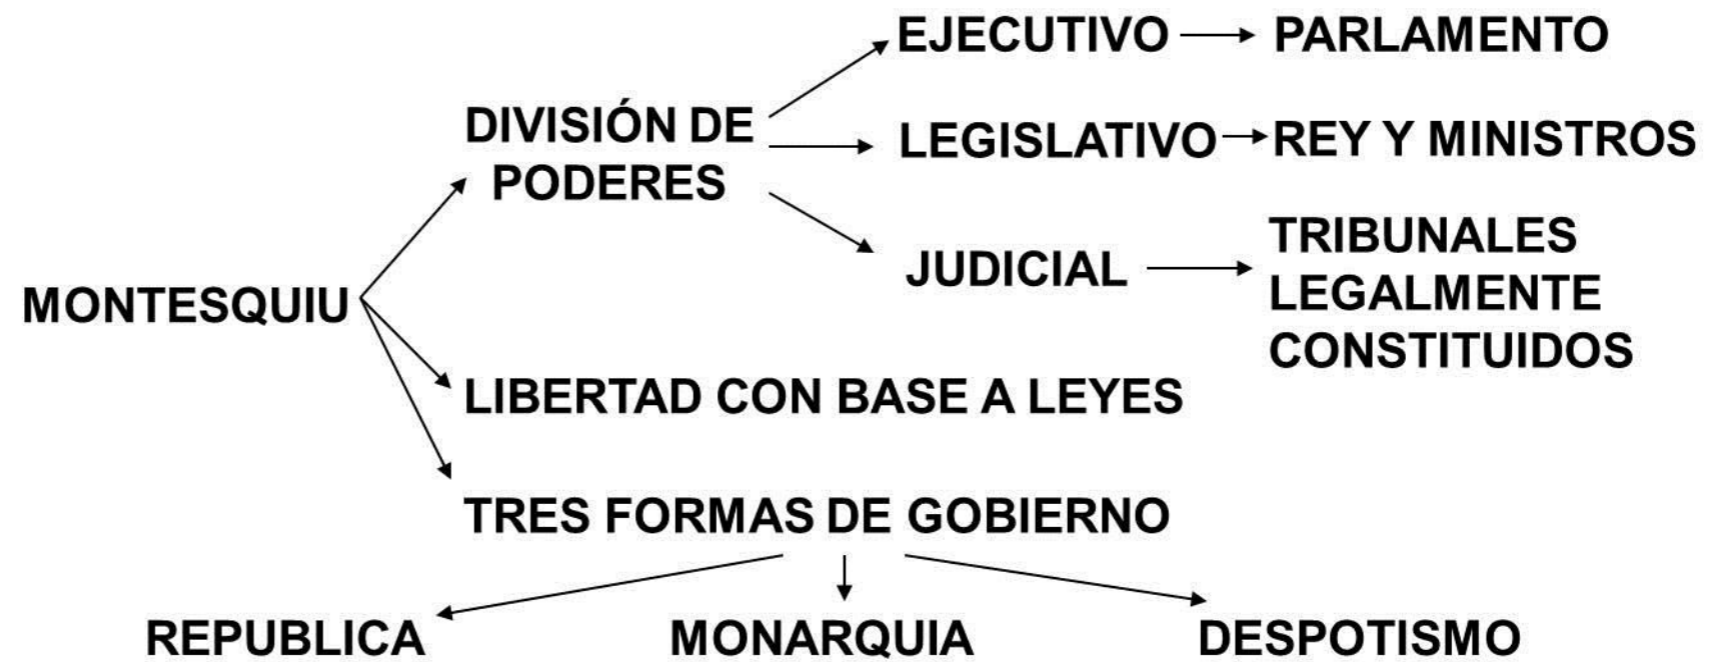 EJECUTIVO
PARLAMENTO
DIVISIÓN DE
PODERES
LEGISLATIVO
REY Y MINISTROS
JUDICIAL
TRIBUNALES
LEGALMENTE
CONSTITUIDOS
MONTESQUIU
LIBERTAD CON BASE A LEYES
TRES FORMAS DE GOBIERNO
REPUBLICA
MONARQUIA
DESPOTISMO